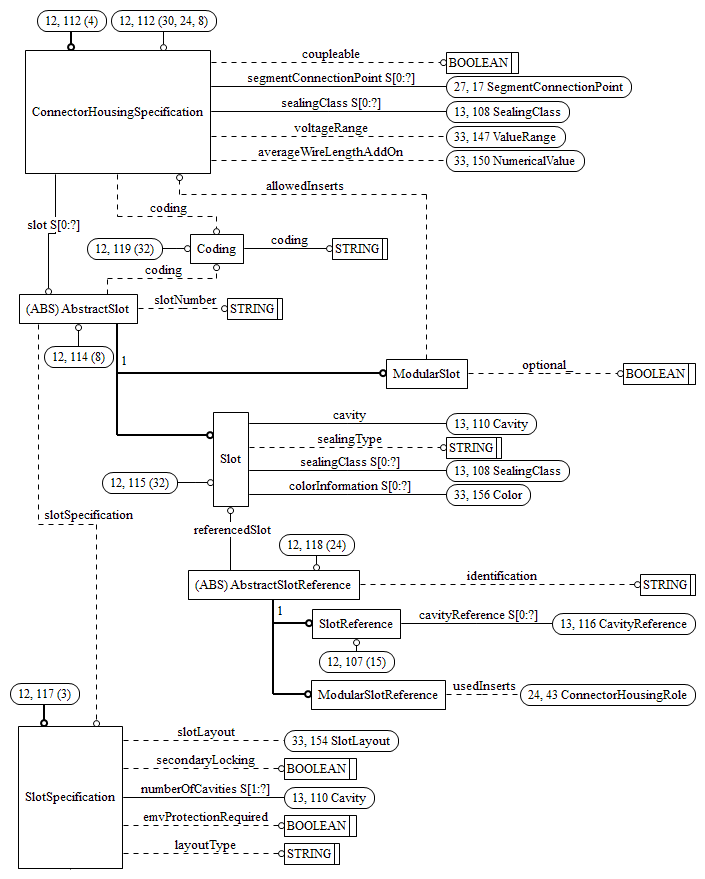 12, 112 (4)
12, 112 (30, 24, 8)
coupleable
BOOLEAN
segmentConnectionPoint S[0:?]
27, 17 SegmentConnectionPoint
ConnectorHousingSpecification
sealingClass S[0:?]
13, 108 SealingClass
voltageRange
33, 147 ValueRange
averageWireLengthAddOn
33, 150 NumericalValue
allowedInserts
coding
slot S[0:?]
12, 119 (32)
Coding
coding
STRING
coding
(ABS) AbstractSlot
slotNumber
STRING
12, 114 (8)
1
ModularSlot
optional_
BOOLEAN
cavity
13, 110 Cavity
sealingType
STRING
Slot
sealingClass S[0:?]
13, 108 SealingClass
12, 115 (32)
colorInformation S[0:?]
33, 156 Color
slotSpecification
referencedSlot
12, 118 (24)
(ABS) AbstractSlotReference
identification
STRING
1
SlotReference
cavityReference S[0:?]
13, 116 CavityReference
12, 107 (15)
12, 117 (3)
ModularSlotReference
usedInserts
24, 43 ConnectorHousingRole
slotLayout
33, 154 SlotLayout
secondaryLocking
BOOLEAN
SlotSpecification
numberOfCavities S[1:?]
13, 110 Cavity
emvProtectionRequired
BOOLEAN
layoutType
STRING